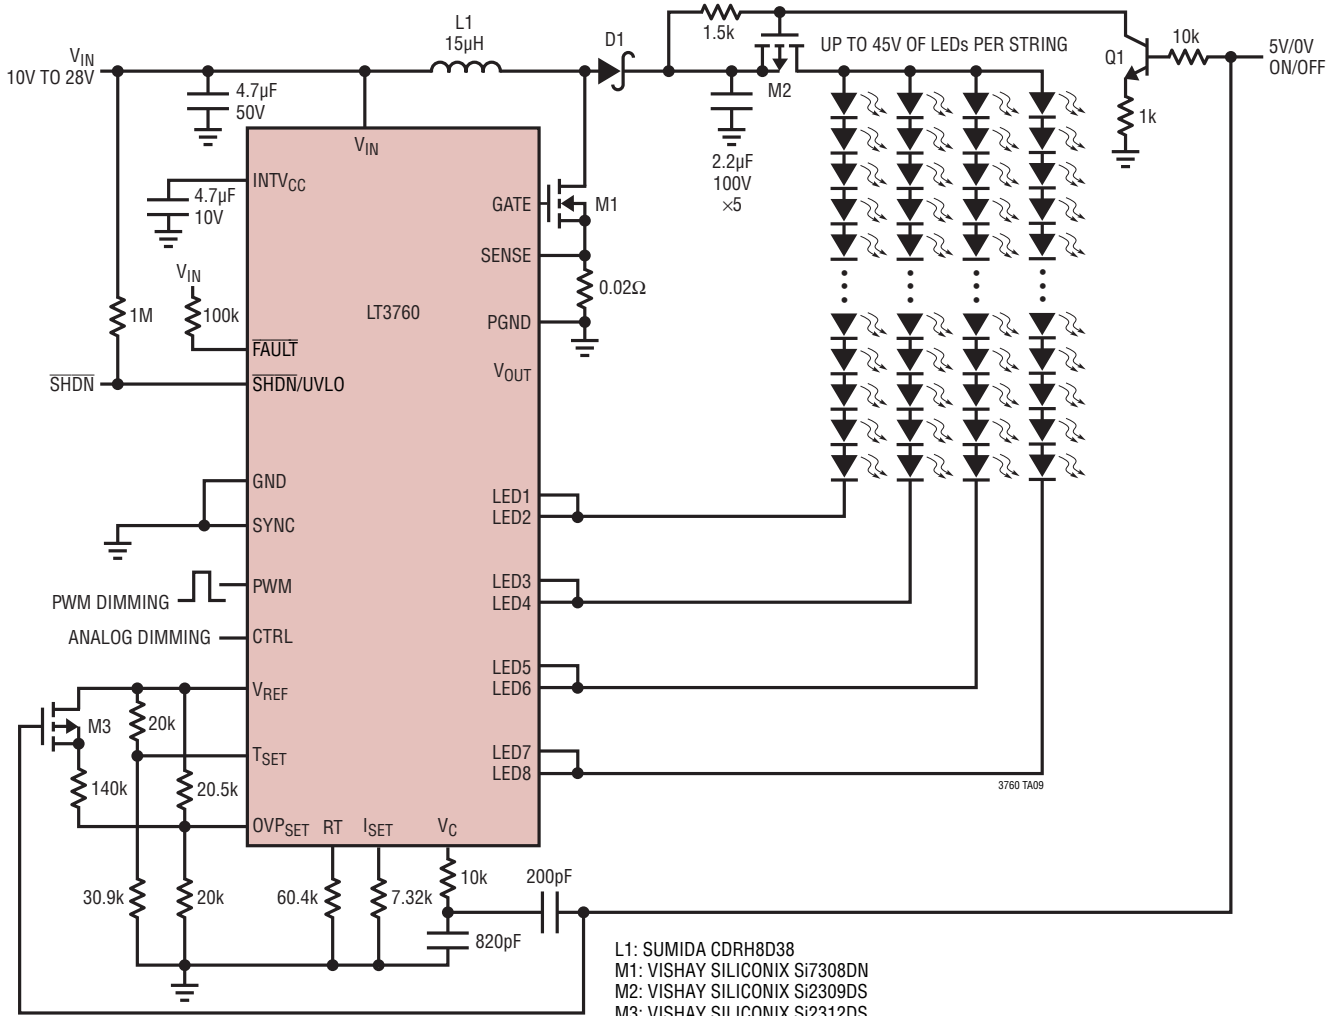 L1
15µH
D1
1.5k
UP TO 45V OF LEDs PER STRING
10k
5V/0V
ON/OFF
Q1
1k
VIN
10V TO 28V
4.7µF
50V
M2
2.2µF
100V
×5
VIN
INTVCC
4.7µF
10V
GATE
M1
SENSE
0.02Ω
PGND
VIN
1M
100k
LT3760
FAULT
VOUT
SHDN
SHDN/UVLO
GND
SYNC
LED1
LED2
PWM
PWM DIMMING
LED3
LED4
ANALOG DIMMING
CTRL
LED5
LED6
VREF
M3
20k
TSET
LED7
LED8
140k
20.5k
3760 TA09
OVPSET
RT
ISET
VC
10k
200pF
30.9k
20k
60.4k
7.32k
820pF
L1: SUMIDA CDRH8D38
M1: VISHAY SILICONIX Si7308DN
M2: VISHAY SILICONIX Si2309DS
M3: VISHAY SILICONIX Si2312DS